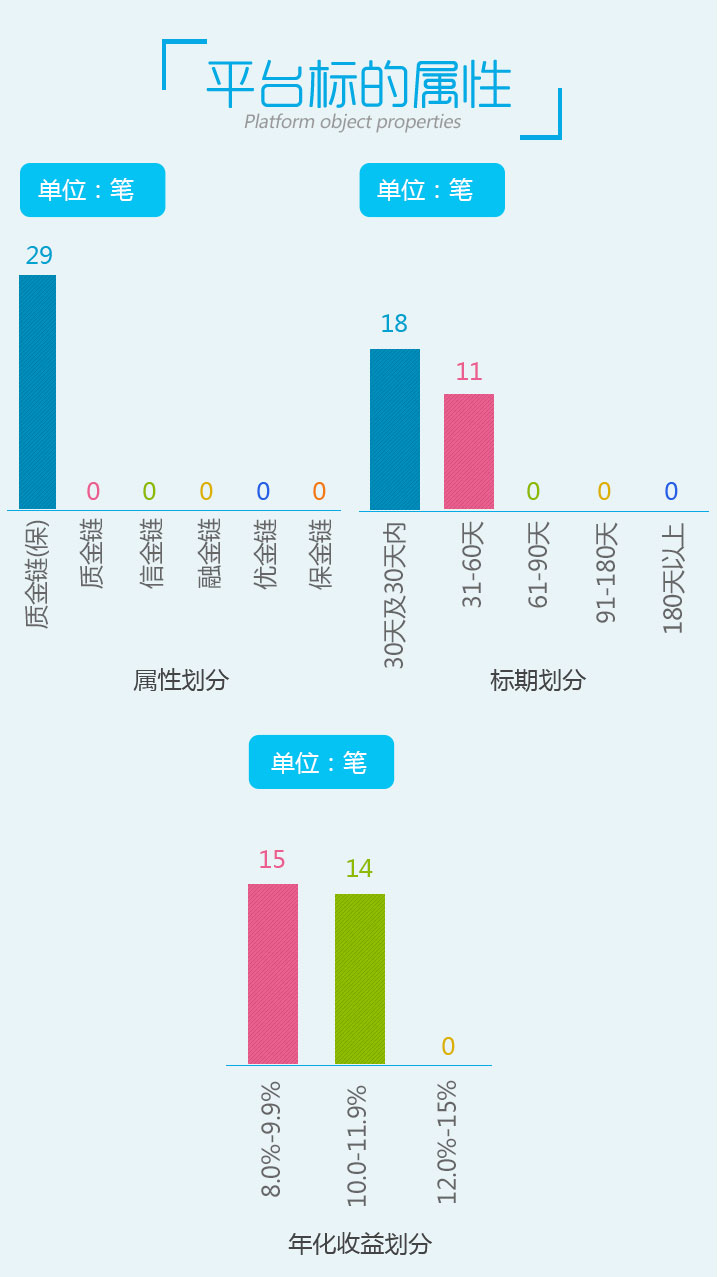 平台标的属性
Platform object properties
单位：笔
29
0
0
0
0
0
质金链(保)
质金链
信金链
融金链
优金链
保金链
属性划分
单位：笔
18
11
0
0
0
30天及30天内
31-60天
61-90天
91-180天
180天以上
标期划分
单位：笔
15
14
0
8.0%-9.9%
10.0-11.9%
12.0%-15%
年化收益划分